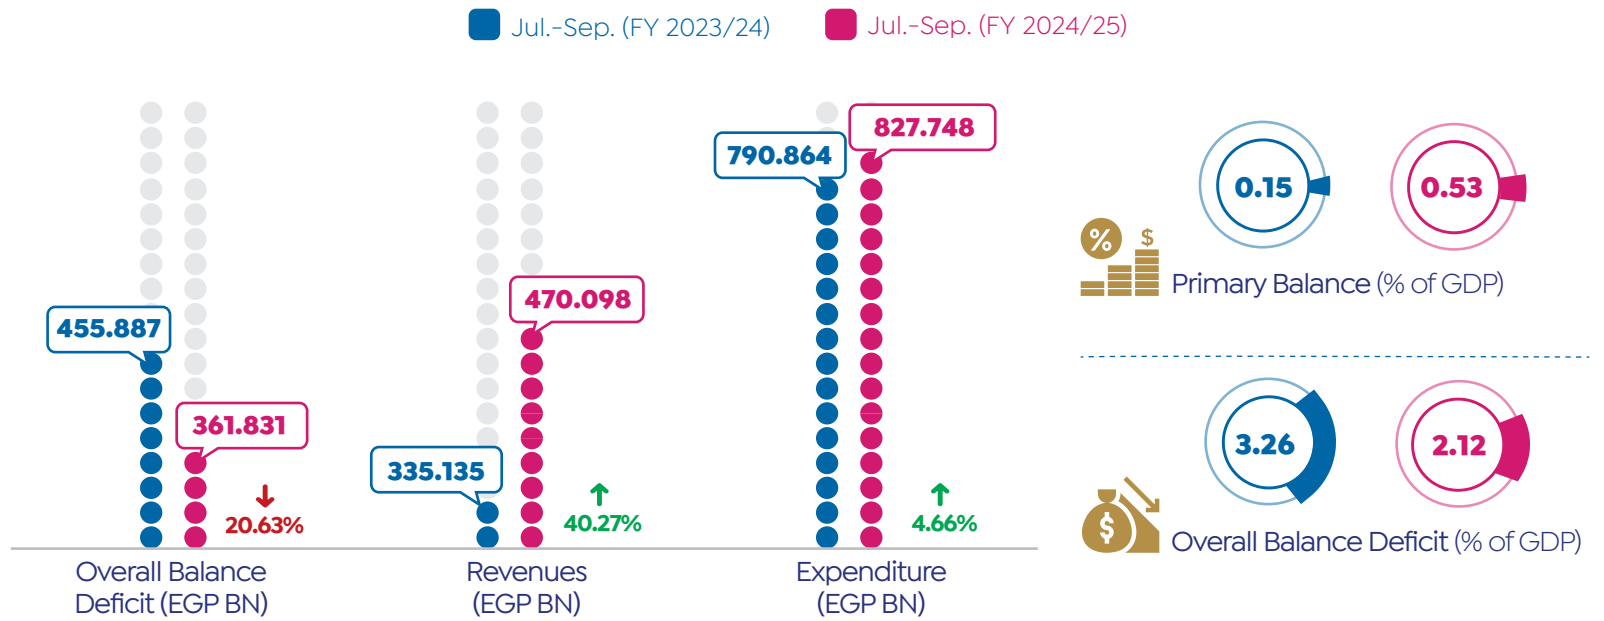 Jul.-Sep. (FY 2023/24)
Jul.-Sep. (FY 2024/25)
455.887
361.831
20.63%
Overall Balance
Deficit (EGP BN)
335.135
470.098
40.27%
Revenues
(EGP BN)
790.864
827.748
4.66%
Expenditure
(EGP BN)
0.15
0.53
%
$
Primary Balance (% of GDP)
3.26
2.12
$
Overall Balance Deficit (% of GDP)